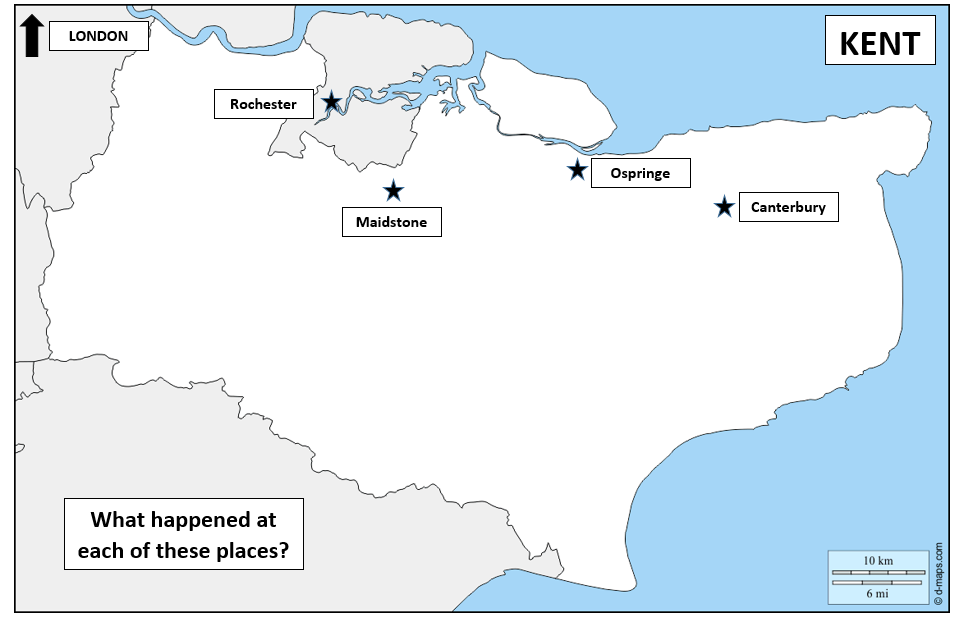 LONDON
KENT
Rochester
Ospringe
Canterbury
Maidstone
What happened at
each of these places?
10 km
6 mi
© d-maps.com